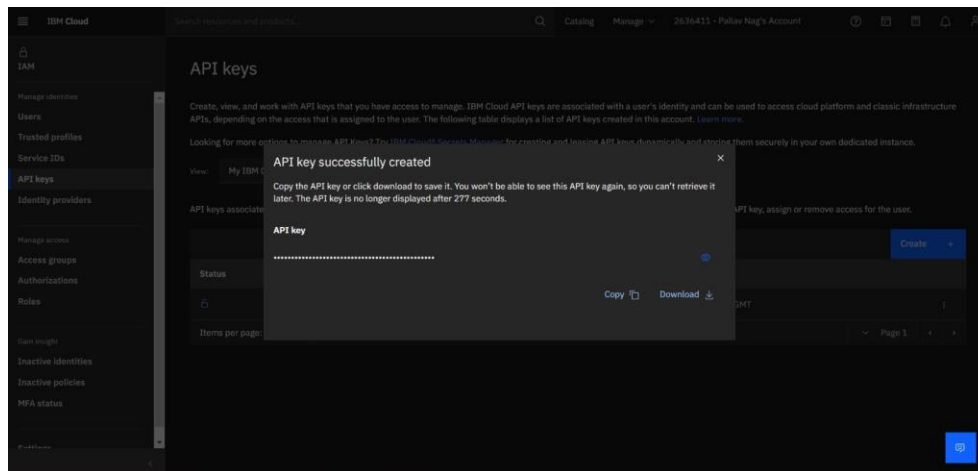 IBM Cloud
Search resources and products...
Catalog
Manage
2636411 - Pallav Nag's Account
IAM
Manage identities
Users
Trusted profiles
Service IDs
API keys
Identity providers
Manage access
Access groups
Authorizations
Roles
Gain insight
Inactive identities
Inactive policies
MFA status
Settings
API keys
Create, view, and work with API keys that you have access to manage. IBM Cloud API keys are associated with a user's identity and can be used to access cloud platform and classic infrastructure
APIs, depending on the access that is assigned to the user. The following table displays a list of API keys created in this account. Learn more.
Looking for more options to manage API Keys? Try IBM Cloud® Secrets Manager for creating and leasing API keys dynamically and storing them securely in your own dedicated instance.
View:
My IBM C
API keys associate
API key, assign or remove access for the user.
Create +
Status
GMT
Items per page:
Page 1
API key successfully created
Copy the API key or click download to save it. You won't be able to see this API key again, so you can't retrieve it
later. The API key is no longer displayed after 277 seconds.
API key
Copy
Download